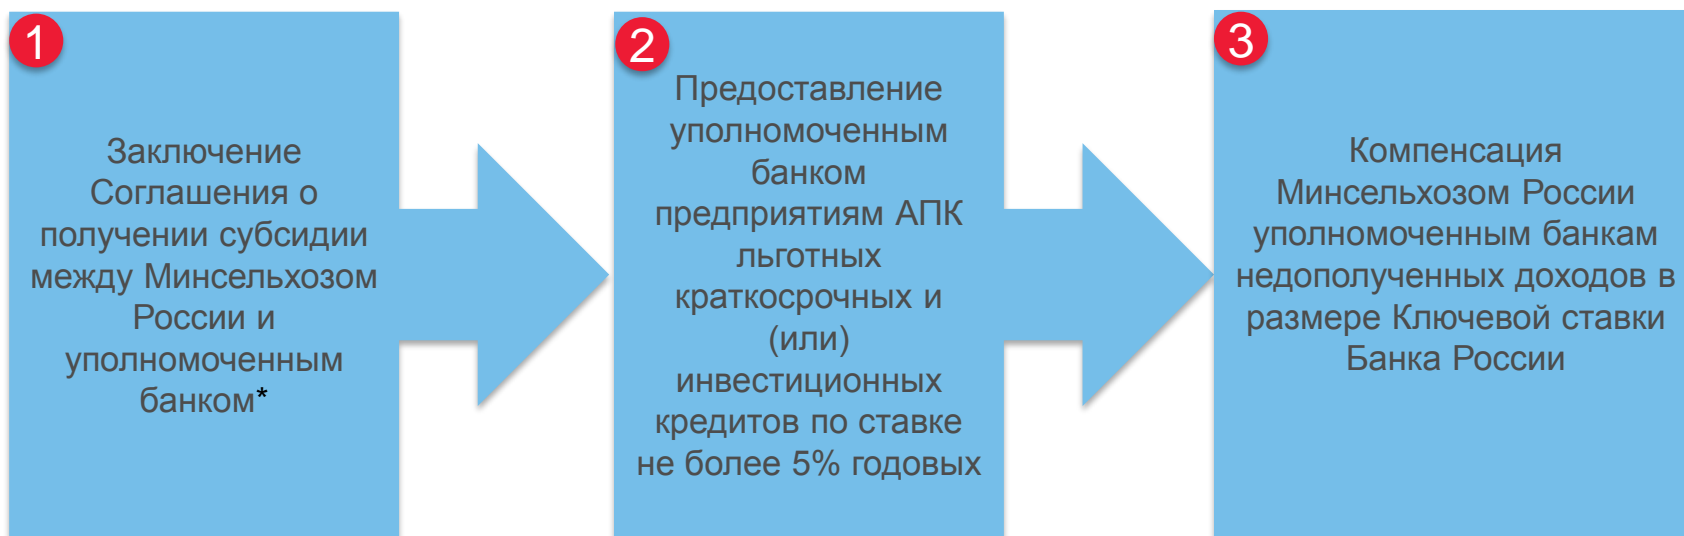 1
Заключение
Соглашения о
получении субсидии
между Минсельхозом
России и
уполномоченным
банком*
2
Предоставление
уполномоченным
банком
предприятиям АПК
льготных
краткосрочных и
(или)
инвестиционных
кредитов по ставке
не более 5% годовых
3
Компенсация
Минсельхозом России
уполномоченным банкам
недополученных доходов в
размере Ключевой ставки
Банка России